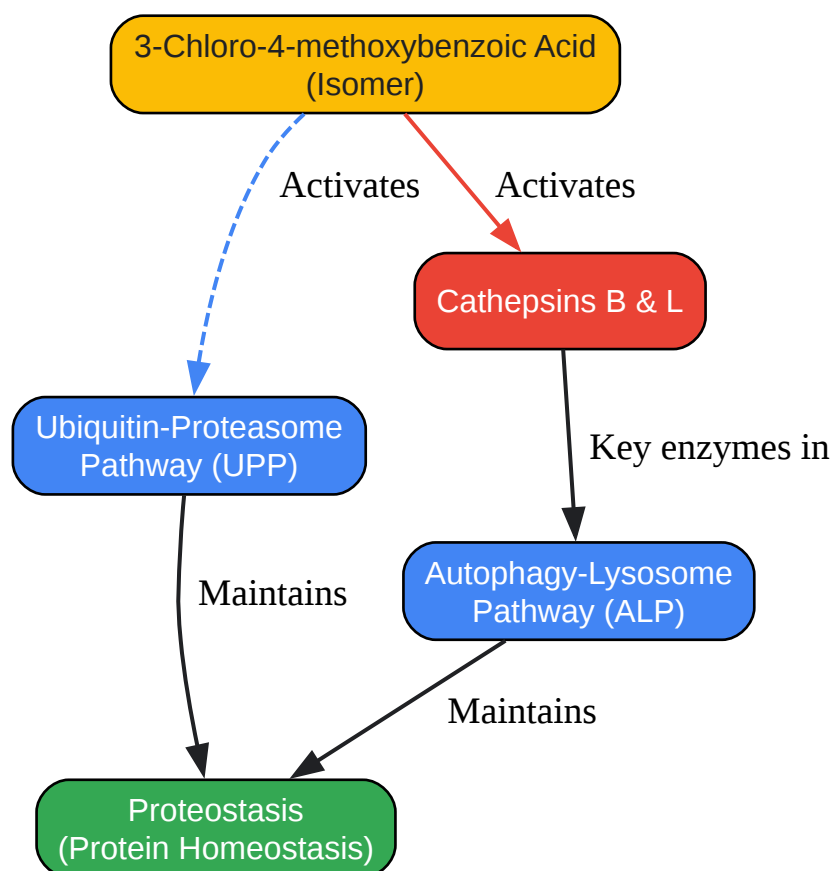 3-Chloro-4-methoxybenzoic Acid
(Isomer)
Activates
Activates
Cathepsins B & L
Ubiquitin-Proteasome
Pathway (UPP)
Key enzymes in
Autophagy-Lysosome
Pathway (ALP)
Maintains
Maintains
Proteostasis
(Protein Homeostasis)